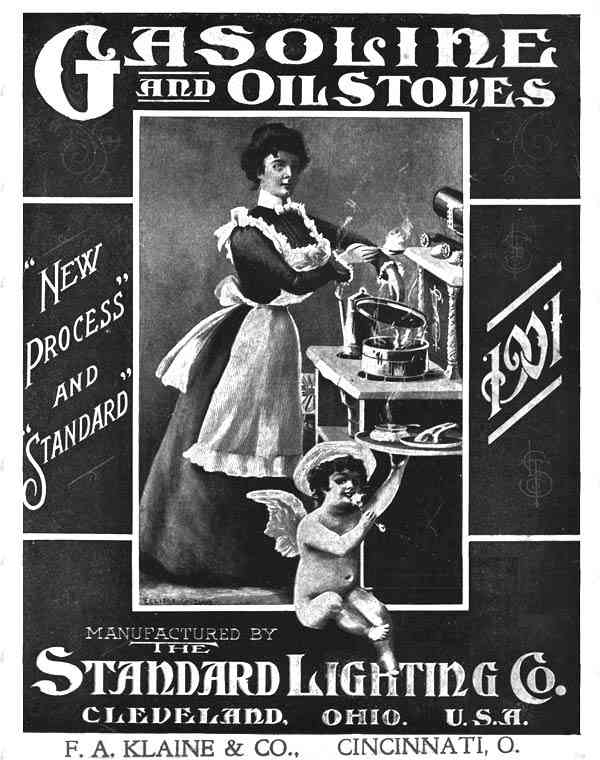 GASOLINE
AND OIL STOVES
"NEW
PROCESS"
AND
"STANDARD"
1901
MANUFACTURED BY
THE
STANDARD LIGHTING CO.
CLEVELAND, OHIO. U.S.A.
F. A. KLAINE & CO., CINCINNATI, O.